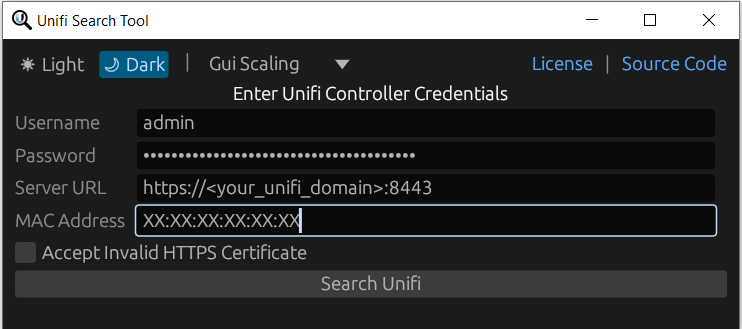 Unifi Search Tool
Light Dark | Gui Scaling License | Source Code
Enter Unifi Controller Credentials
Username admin
Password ••••••••••••••••••••••••••••••••••••••
Server URL https://<your_unifi_domain>:8443
MAC Address XX:XX:XX:XX:XX:XX
Accept Invalid HTTPS Certificate
Search Unifi